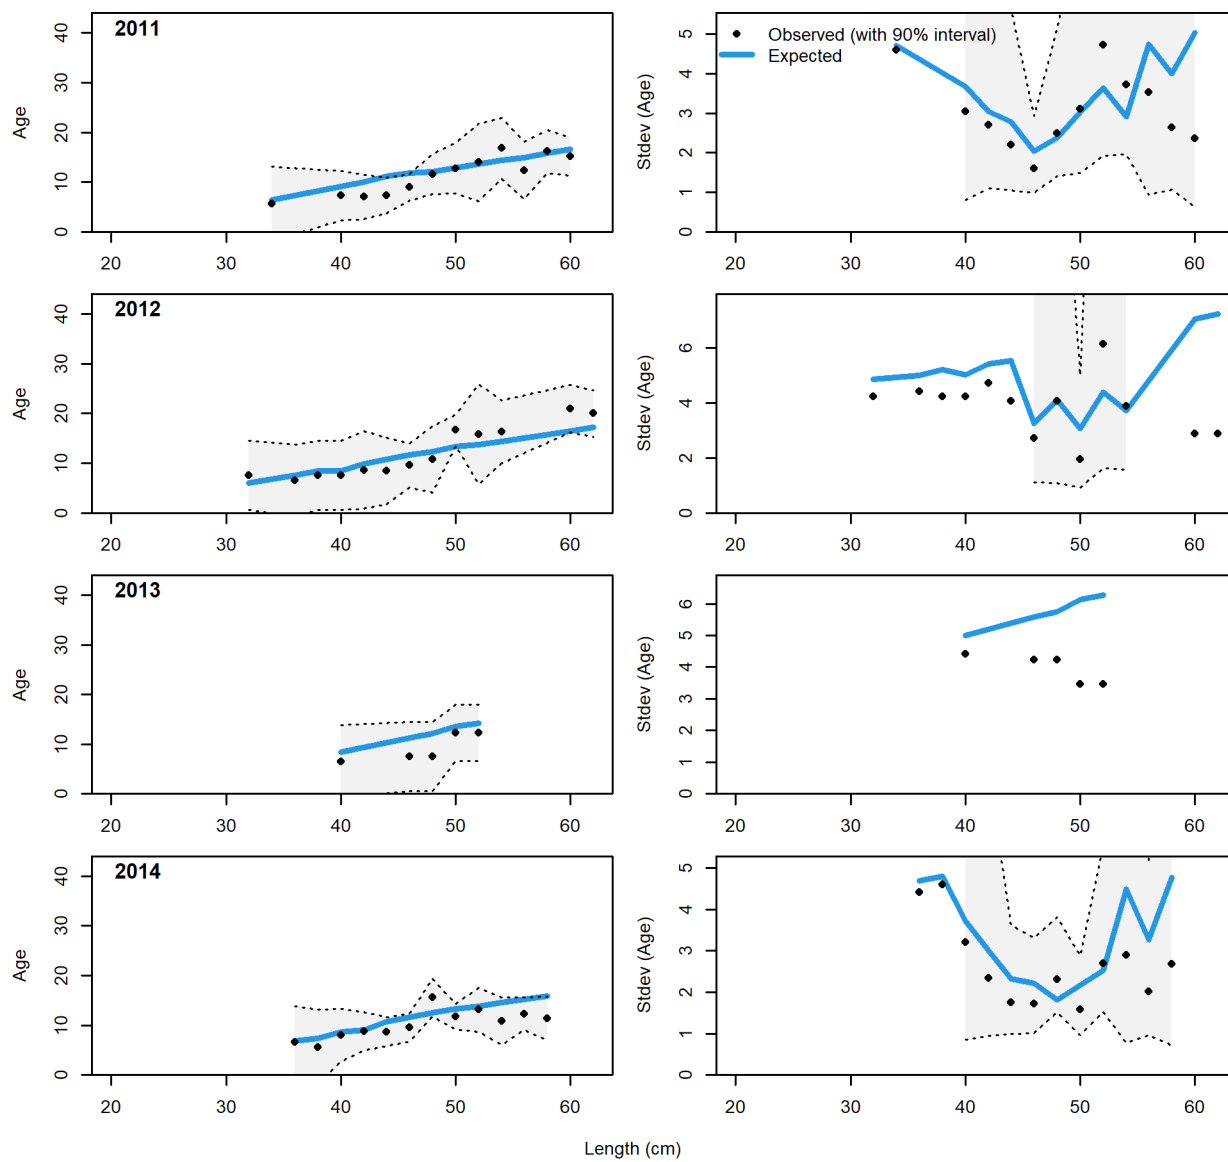 2011
Age
0 10 20 30 40
20 30 40 50 60
Observed (with 90% interval)
Expected
Stdev (Age)
0 1 2 3 4 5
20 30 40 50 60
2012
Age
0 10 20 30 40
20 30 40 50 60
Stdev (Age)
0 2 4 6
20 30 40 50 60
2013
Age
0 10 20 30 40
20 30 40 50 60
Stdev (Age)
0 1 2 3 4 5 6
20 30 40 50 60
2014
Age
0 10 20 30 40
20 30 40 50 60
Stdev (Age)
0 1 2 3 4 5
20 30 40 50 60
Length (cm)